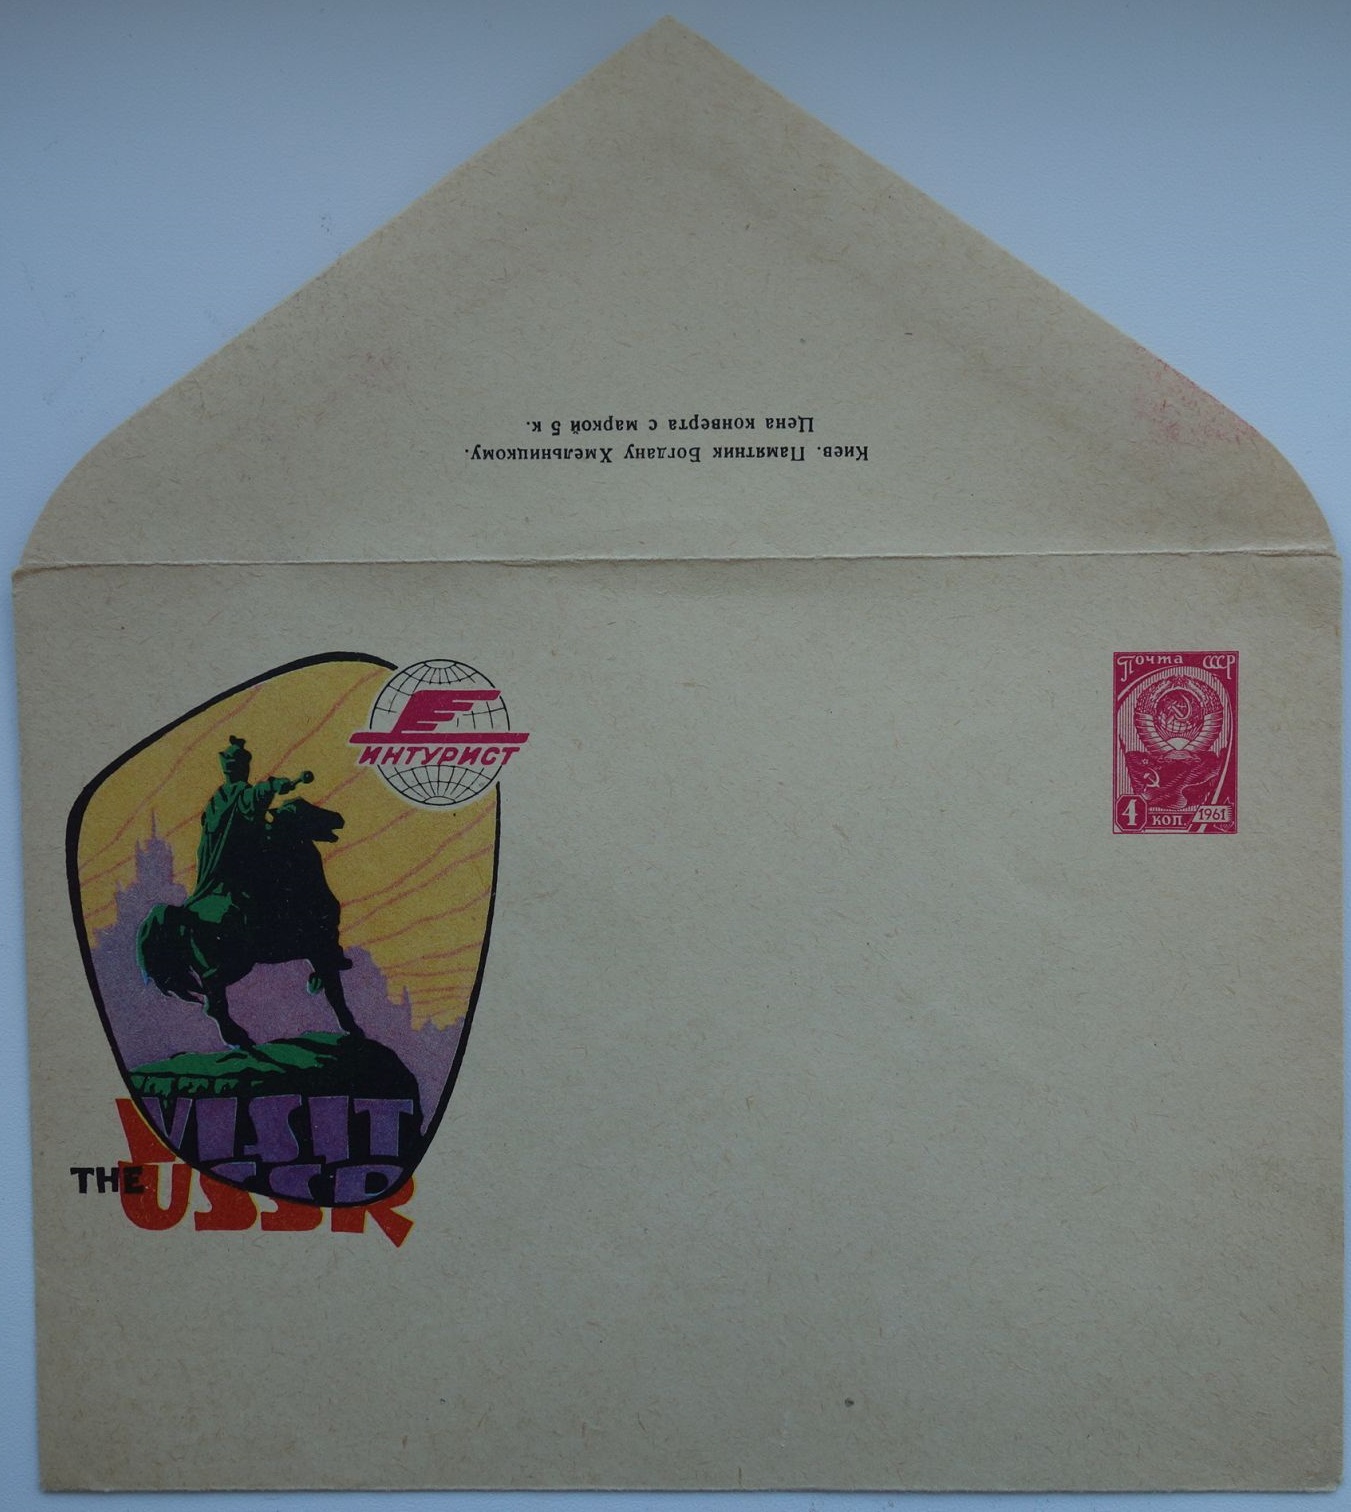 Киев. Памятник Богдану Хмельницкому.
Цена конверта с маркой 5 к.
ИНТУРИСТ
Почта СССР
4 КОП. 1961
VISIT
THE USSR